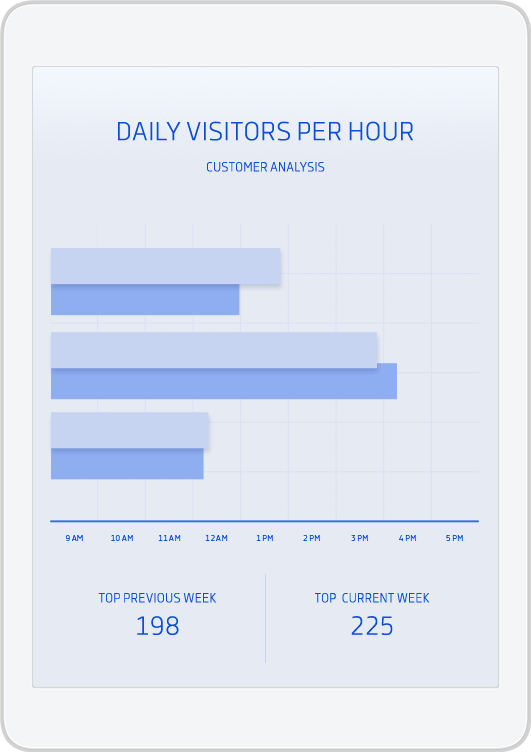 DAILY VISITORS PER HOUR
CUSTOMER ANALYSIS
9 AM 10 AM 11 AM 12 AM 1 PM 2 PM 3 PM 4 PM 5 PM
TOP PREVIOUS WEEK TOP CURRENT WEEK
198 225